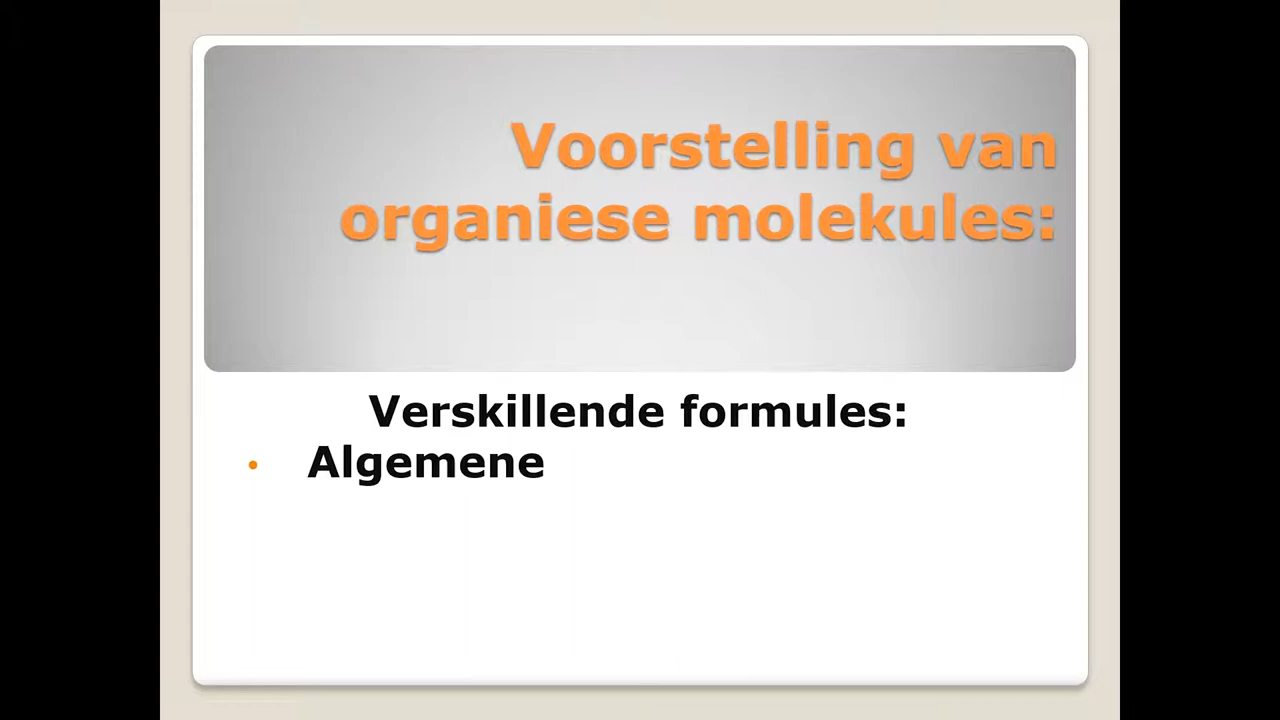 Voorstelling van
organiese molekules:
Verskillende formules:
• Algemene